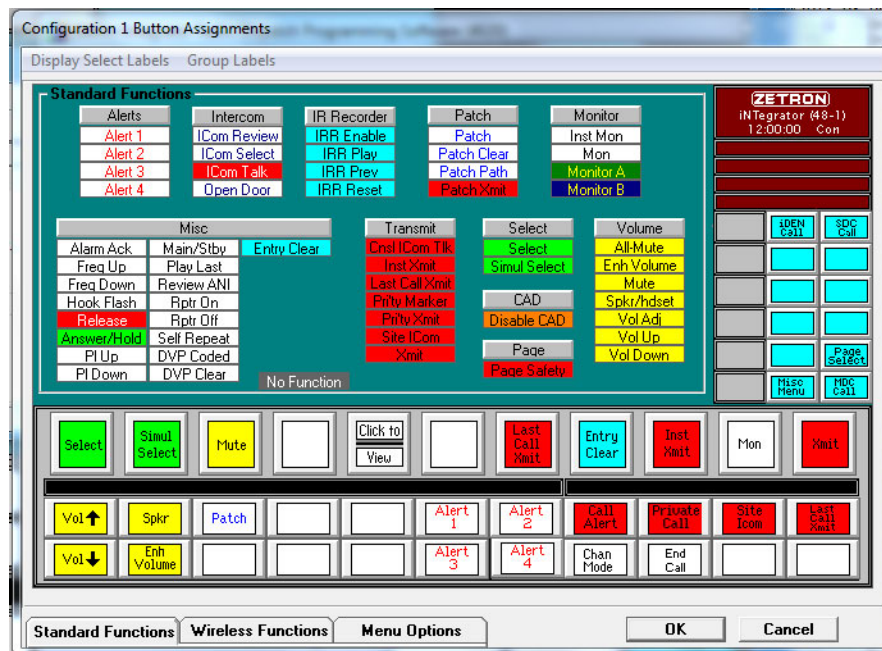 Configuration 1 Button Assignments
Display Select Labels Group Labels
Standard Functions
Alerts
Alert 1
Alert 2
Alert 3
Alert 4
Intercom
ICom Review
ICom Select
ICom Talk
Open Door
IR Recorder
IRR Enable
IRR Play
IRR Prev
IRR Reset
Patch
Patch
Patch Clear
Patch Path
Patch Xmit
Monitor
Inst Mon
Mon
Monitor A
Monitor B
ZETRON
iNTegrator (48-1)
12:00:00 Con
Misc
Alarm Ack
Freq Up
Freq Down
Hook Flash
Release
Answer/Hold
Pl Up
Pl Down
Main/Stby
Play Last
Review ANI
Rptr On
Rptr Off
Self Repeat
DVP Coded
DVP Clear
Entry Clear
No Function
Transmit
Cnsl ICom Tlk
Inst Xmit
Last Call Xmit
Pri'ty Marker
Pri'ty Xmit
Site ICom
Xmit
Select
Select
Simul Select
CAD
Disable CAD
Page
Page Safety
Volume
All-Mute
Enh Volume
Mute
Spkr/hdset
Vol Adj
Vol Up
Vol Down
iDEN
Call
SDC
Call
Page
Select
Misc
Menu
MDC
Call
Select
Simul
Select
Mute
Click to
View
Last
Call
Xmit
Entry
Clear
Inst
Xmit
Mon
Xmit
Vol
Spkr
Patch
Alert
1
Alert
2
Call
Alert
Private
Call
Site
Icom
Last
Call
Xmit
Vol
Enh
Volume
Alert
3
Alert
4
Chan
Mode
End
Call
Standard Functions Wireless Functions Menu Options OK Cancel